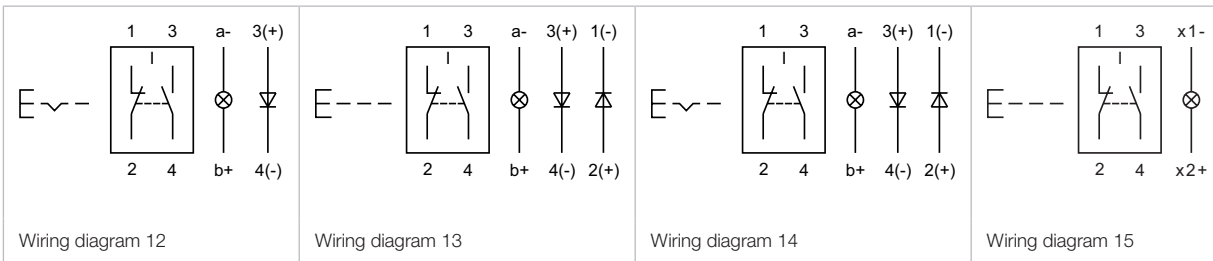 1 3 a- 3(+)
2 4 b+ 4(-)
Wiring diagram 12
1 3 a- 3(+) 1(-)
2 4 b+ 4(-) 2(+)
Wiring diagram 13
1 3 a- 3(+) 1(-)
2 4 b+ 4(-) 2(+)
Wiring diagram 14
1 3 x1-
2 4 x2+
Wiring diagram 15